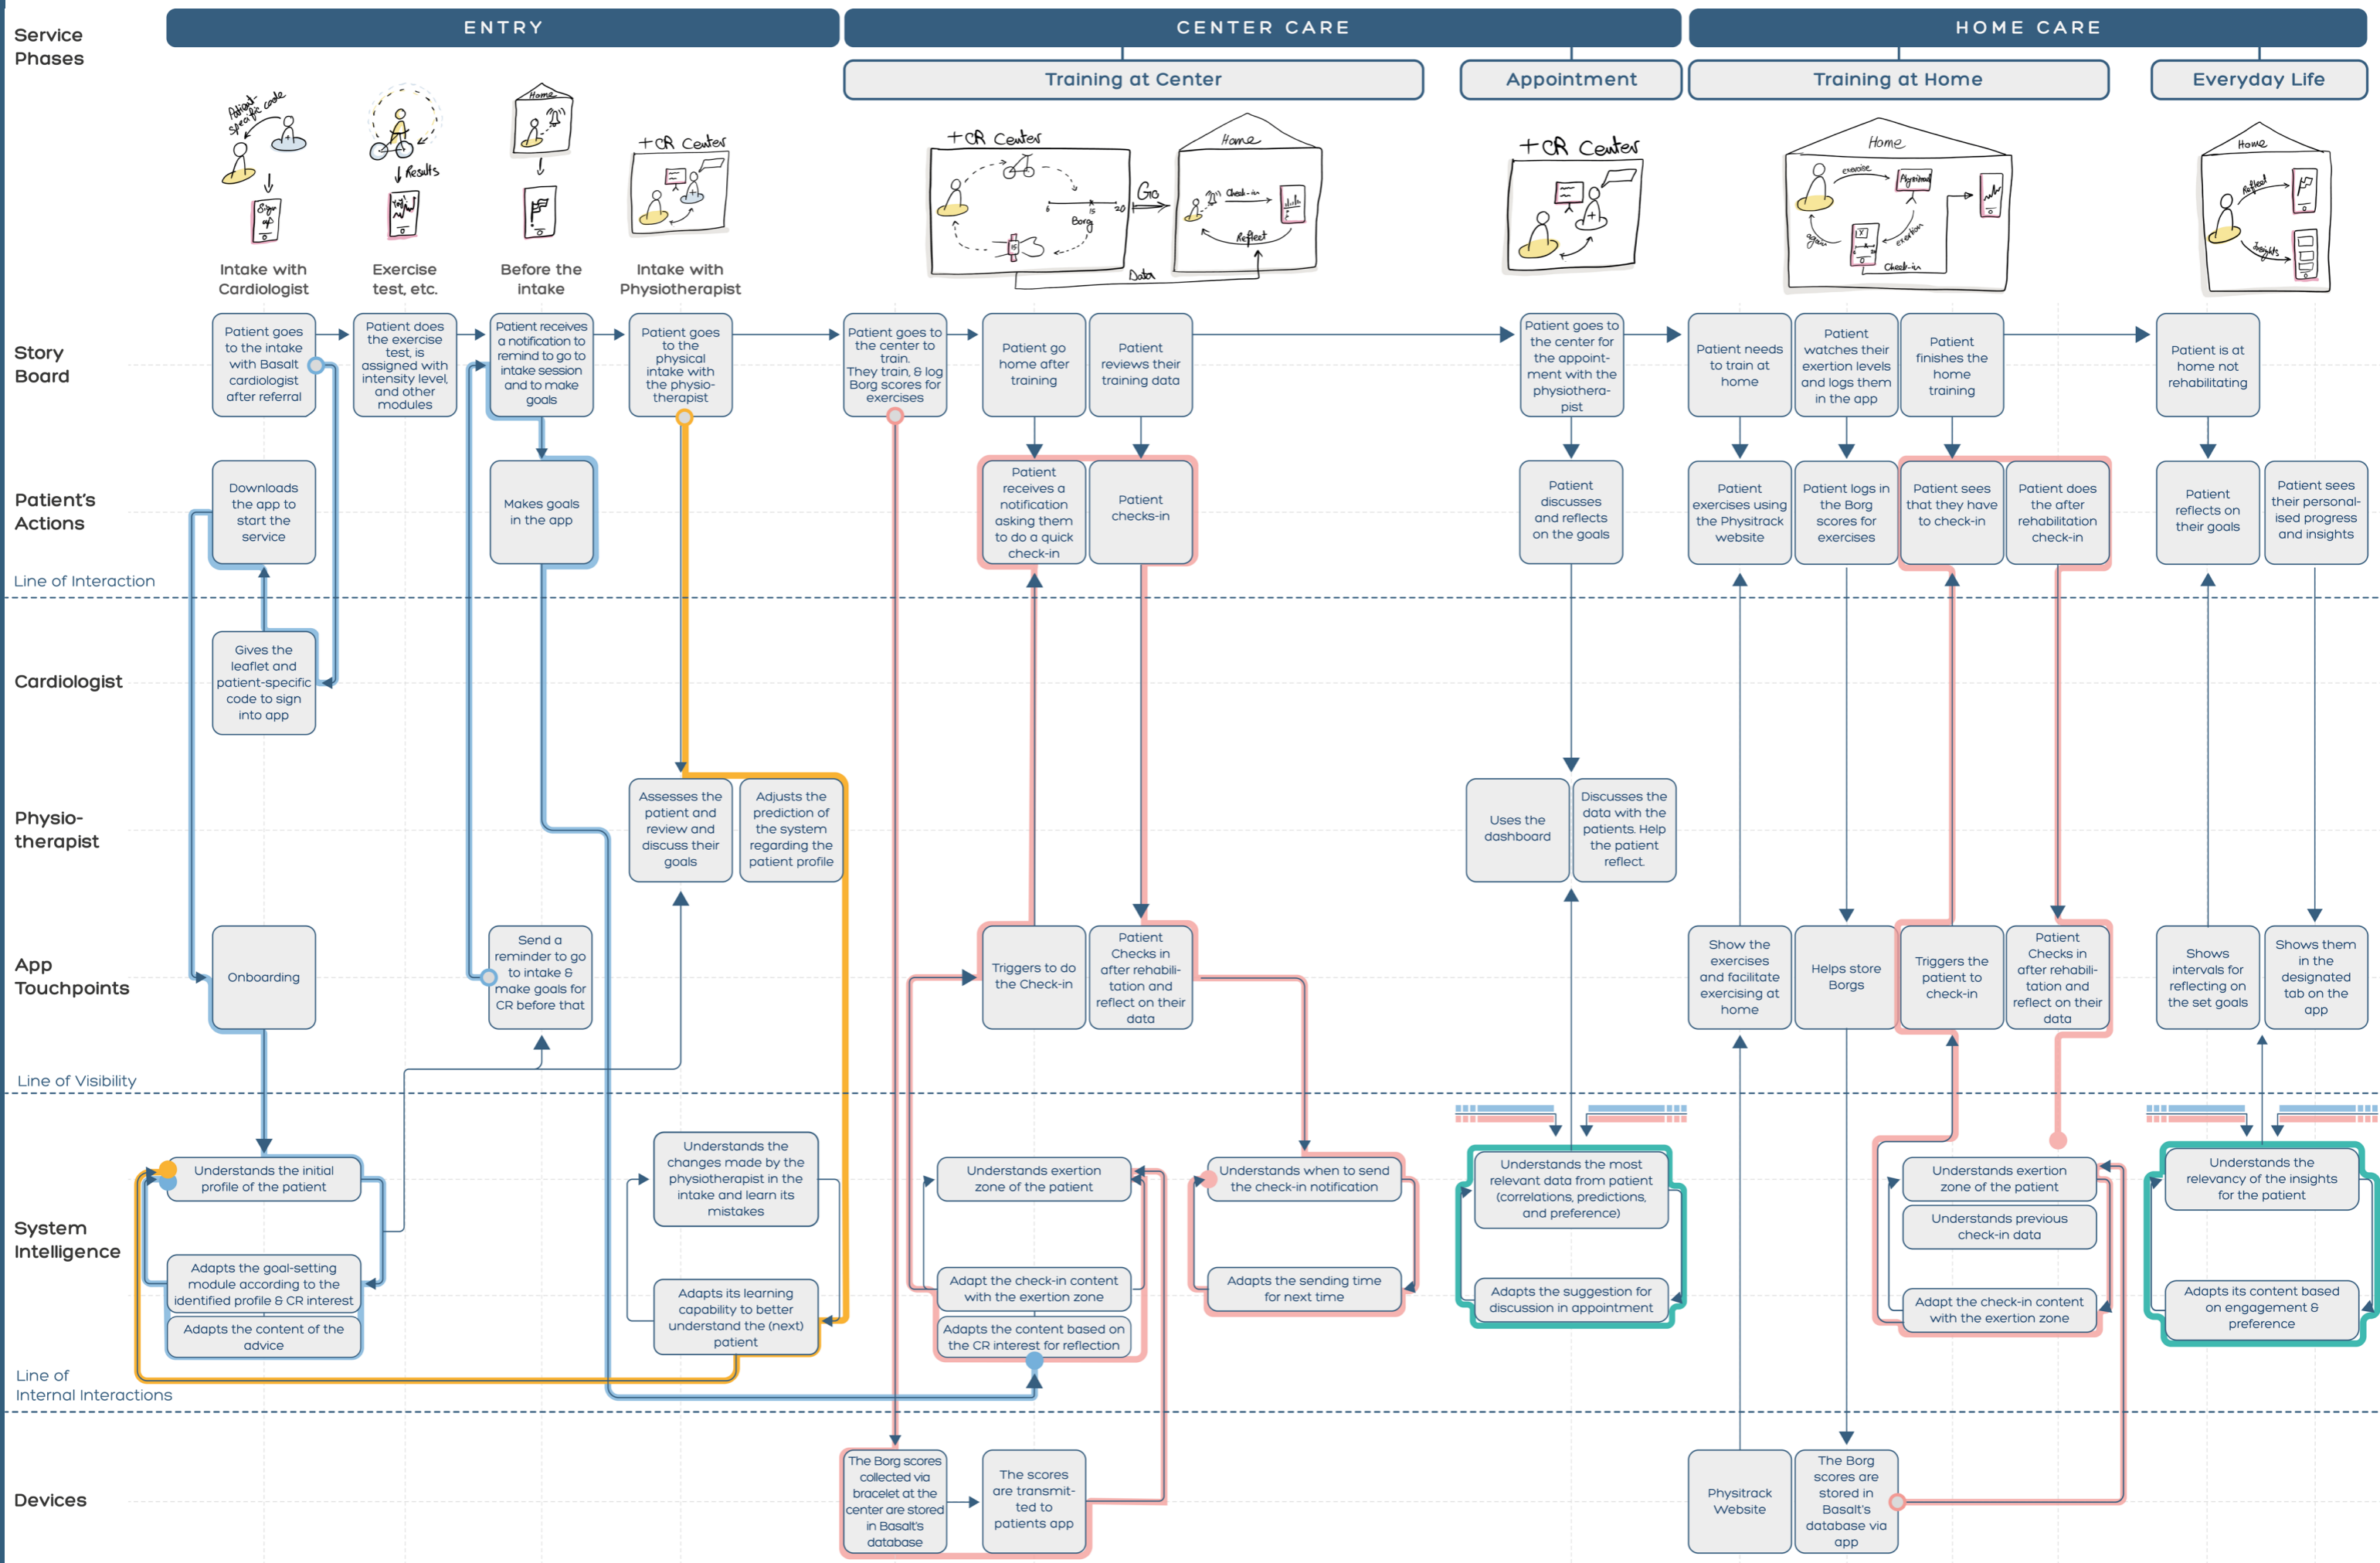 Service
Phases
ENTRY
CENTER CARE
HOME CARE
Training at Center
Appointment
Training at Home
Everyday Life
Patient-
specific code
Sign
up
Results
Home
+CR Center
+CR Center
6
15
20
Borg
15
Go
Home
Check-in
Reflect
Data
+CR Center
Home
exercise
Physitrack
exertion
again
Check-in
Home
Reflect
Insights
Intake with
Cardiologist
Exercise
test, etc.
Before the
intake
Intake with
Physiotherapist
Story
Board
Patient goes
to the intake
with Basalt
cardiologist
after referral
Patient does
the exercise
test, is
assigned with
intensity level,
and other
modules
Patient receives
a notification to
remind to go to
intake session
and to make
goals
Patient goes
to the
physical
intake with
the physio-
therapist
Patient goes to
the center to
train.
They train, & log
Borg scores for
exercises
Patient go
home after
training
Patient
reviews their
training data
Patient goes to
the center for
the appoint-
ment with the
physiothera-
pist
Patient needs
to train at
home
Patient
watches their
exertion levels
and logs them
in the app
Patient
finishes the
home
training
Patient is at
home not
rehabilitating
Patient's
Actions
Downloads
the app to
start the
service
Makes goals
in the app
Patient
receives a
notification
asking them
to do a quick
check-in
Patient
checks-in
Patient
discusses
and reflects
on the goals
Patient
exercises using
the Physitrack
website
Patient logs in
the Borg
scores for
exercises
Patient sees
that they have
to check-in
Patient does
the after
rehabilitation
check-in
Patient
reflects on
their goals
Patient sees
their personal-
ised progress
and insights
Line of Interaction
Cardiologist
Gives the
leaflet and
patient-specific
code to sign
into app
Physio-
therapist
Assesses the
patient and
review and
discuss their
goals
Adjusts the
prediction of
the system
regarding the
patient profile
Uses the
dashboard
Discusses the
data with the
patients. Help
the patient
reflect.
App
Touchpoints
Onboarding
Send a
reminder to go
to intake &
make goals for
CR before that
Triggers to do
the Check-in
Patient
Checks in
after rehabili-
tation and
reflect on their
data
Show the
exercises
and facilitate
exercising at
home
Helps store
Borgs
Triggers the
patient to
check-in
Patient
Checks in
after rehabili-
tation and
reflect on their
data
Shows
intervals for
reflecting on
the set goals
Shows them
in the
designated
tab on the
app
Line of Visibility
System
Intelligence
Understands the initial
profile of the patient
Adapts the goal-setting
module according to the
identified profile & CR interest
Adapts the content of the
advice
Understands the
changes made by the
physiotherapist in the
intake and learn its
mistakes
Adapts its learning
capability to better
understand the (next)
patient
Understands exertion
zone of the patient
Adapt the check-in content
with the exertion zone
Adapts the content based on
the CR interest for reflection
Understands when to send
the check-in notification
Adapts the sending time
for next time
Understands the most
relevant data from patient
(correlations, predictions,
and preference)
Adapts the suggestion for
discussion in appointment
Understands exertion
zone of the patient
Understands previous
check-in data
Adapt the check-in content
with the exertion zone
Understands the
relevancy of the insights
for the patient
Adapts its content based
on engagement &
preference
Line of
Internal Interactions
Devices
The Borg scores
collected via
bracelet at the
center are stored
in Basalt's
database
The scores
are transmit-
ted to
patients app
Physitrack
Website
The Borg
scores are
stored in
Basalt's
database via
app